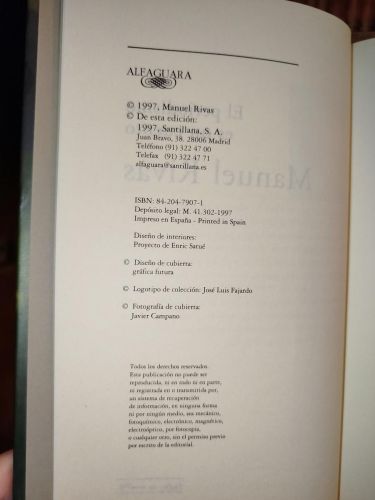 ALFAGUARA
© 1997, Manuel Rivas
© De esta edición:
1997, Santillana, S. A.
Juan Bravo, 38. 28006 Madrid
Teléfono (91) 322 47 00
Telefax (91) 322 47 71
alfaguara@santillana.es
ISBN: 84-204-7907-1
Depósito legal: M. 41.302-1997
Impreso en España - Printed in Spain
Diseño de interiores:
Proyecto de Enric Satué
© Diseño de cubierta:
gráfica futura
© Logotipo de colección: José Luis Fajardo
© Fotografía de cubierta:
Javier Campano
Todos los derechos reservados.
Esta publicación no puede ser
reproducida, ni en todo ni en parte,
ni registrada en o transmitida por,
un sistema de recuperación
de información, en ninguna forma
ni por ningún medio, sea mecánico,
fotoquímico, electrónico, magnético,
electroóptico, por fotocopia,
o cualquier otro, sin el permiso previo
por escrito de la editorial.
Manuel Rivas